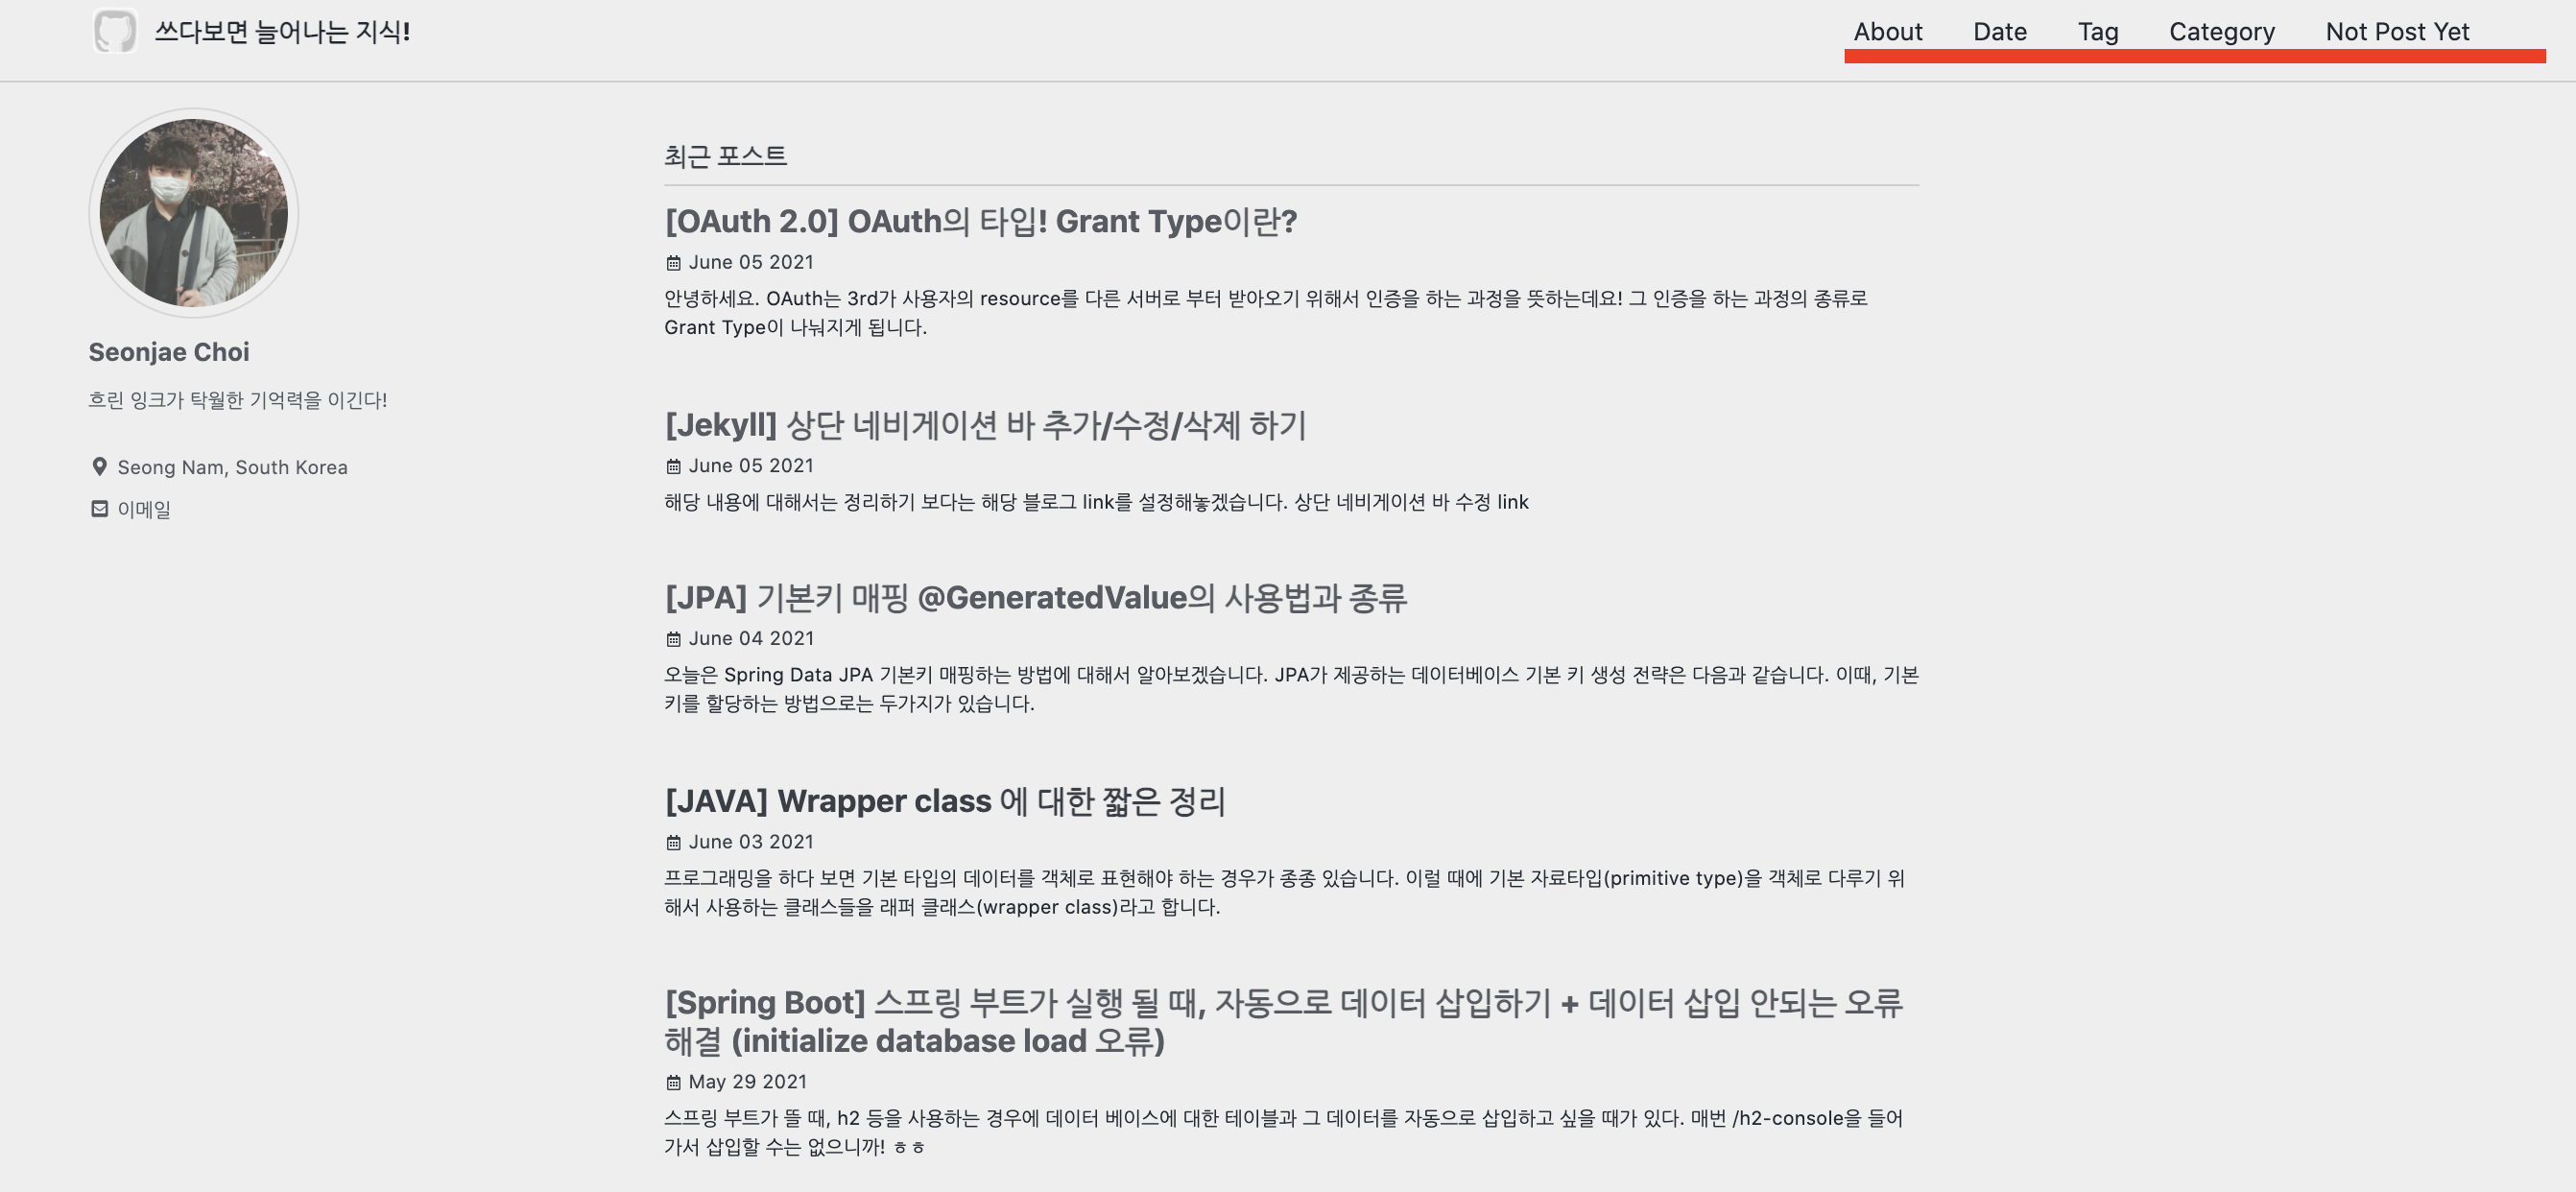 쓰다보면 늘어나는 지식!
About Date Tag Category Not Post Yet
Seonjae Choi
흐린 잉크가 탁월한 기억력을 이긴다!
Seong Nam, South Korea
이메일
최근 포스트
[OAuth 2.0] OAuth의 타입! Grant Type이란?
June 05 2021
안녕하세요. OAuth는 3rd가 사용자의 resource를 다른 서버로 부터 받아오기 위해서 인증을 하는 과정을 뜻하는데요! 그 인증을 하는 과정의 종류로
Grant Type이 나눠지게 됩니다.
[Jekyll] 상단 네비게이션 바 추가/수정/삭제 하기
June 05 2021
해당 내용에 대해서는 정리하기 보다는 해당 블로그 link를 설정해놓겠습니다. 상단 네비게이션 바 수정 link
[JPA] 기본키 매핑 @GeneratedValue의 사용법과 종류
June 04 2021
오늘은 Spring Data JPA 기본키 매핑하는 방법에 대해서 알아보겠습니다. JPA가 제공하는 데이터베이스 기본 키 생성 전략은 다음과 같습니다. 이때, 기본
키를 할당하는 방법으로는 두가지가 있습니다.
[JAVA] Wrapper class 에 대한 짧은 정리
June 03 2021
프로그래밍을 하다 보면 기본 타입의 데이터를 객체로 표현해야 하는 경우가 종종 있습니다. 이럴 때에 기본 자료타입(primitive type)을 객체로 다루기 위
해서 사용하는 클래스들을 래퍼 클래스(wrapper class)라고 합니다.
[Spring Boot] 스프링 부트가 실행 될 때, 자동으로 데이터 삽입하기 + 데이터 삽입 안되는 오류
해결 (initialize database load 오류)
May 29 2021
스프링 부트가 뜰 때, h2 등을 사용하는 경우에 데이터 베이스에 대한 테이블과 그 데이터를 자동으로 삽입하고 싶을 때가 있다. 매번 /h2-console을 들어
가서 삽입할 수는 없으니까! ㅎㅎ